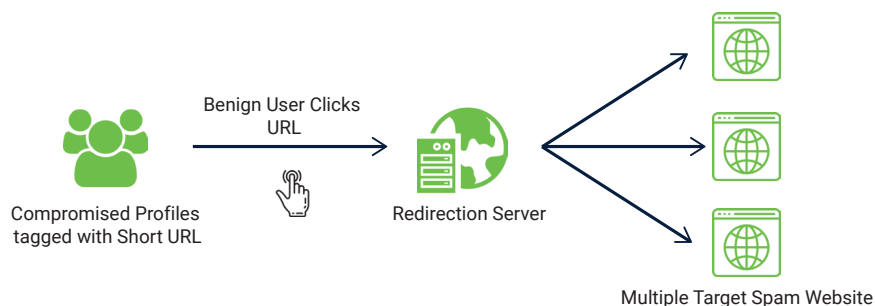 Benign User Clicks
URL
Compromised Profiles
tagged with Short URL
Redirection Server
Multiple Target Spam Website